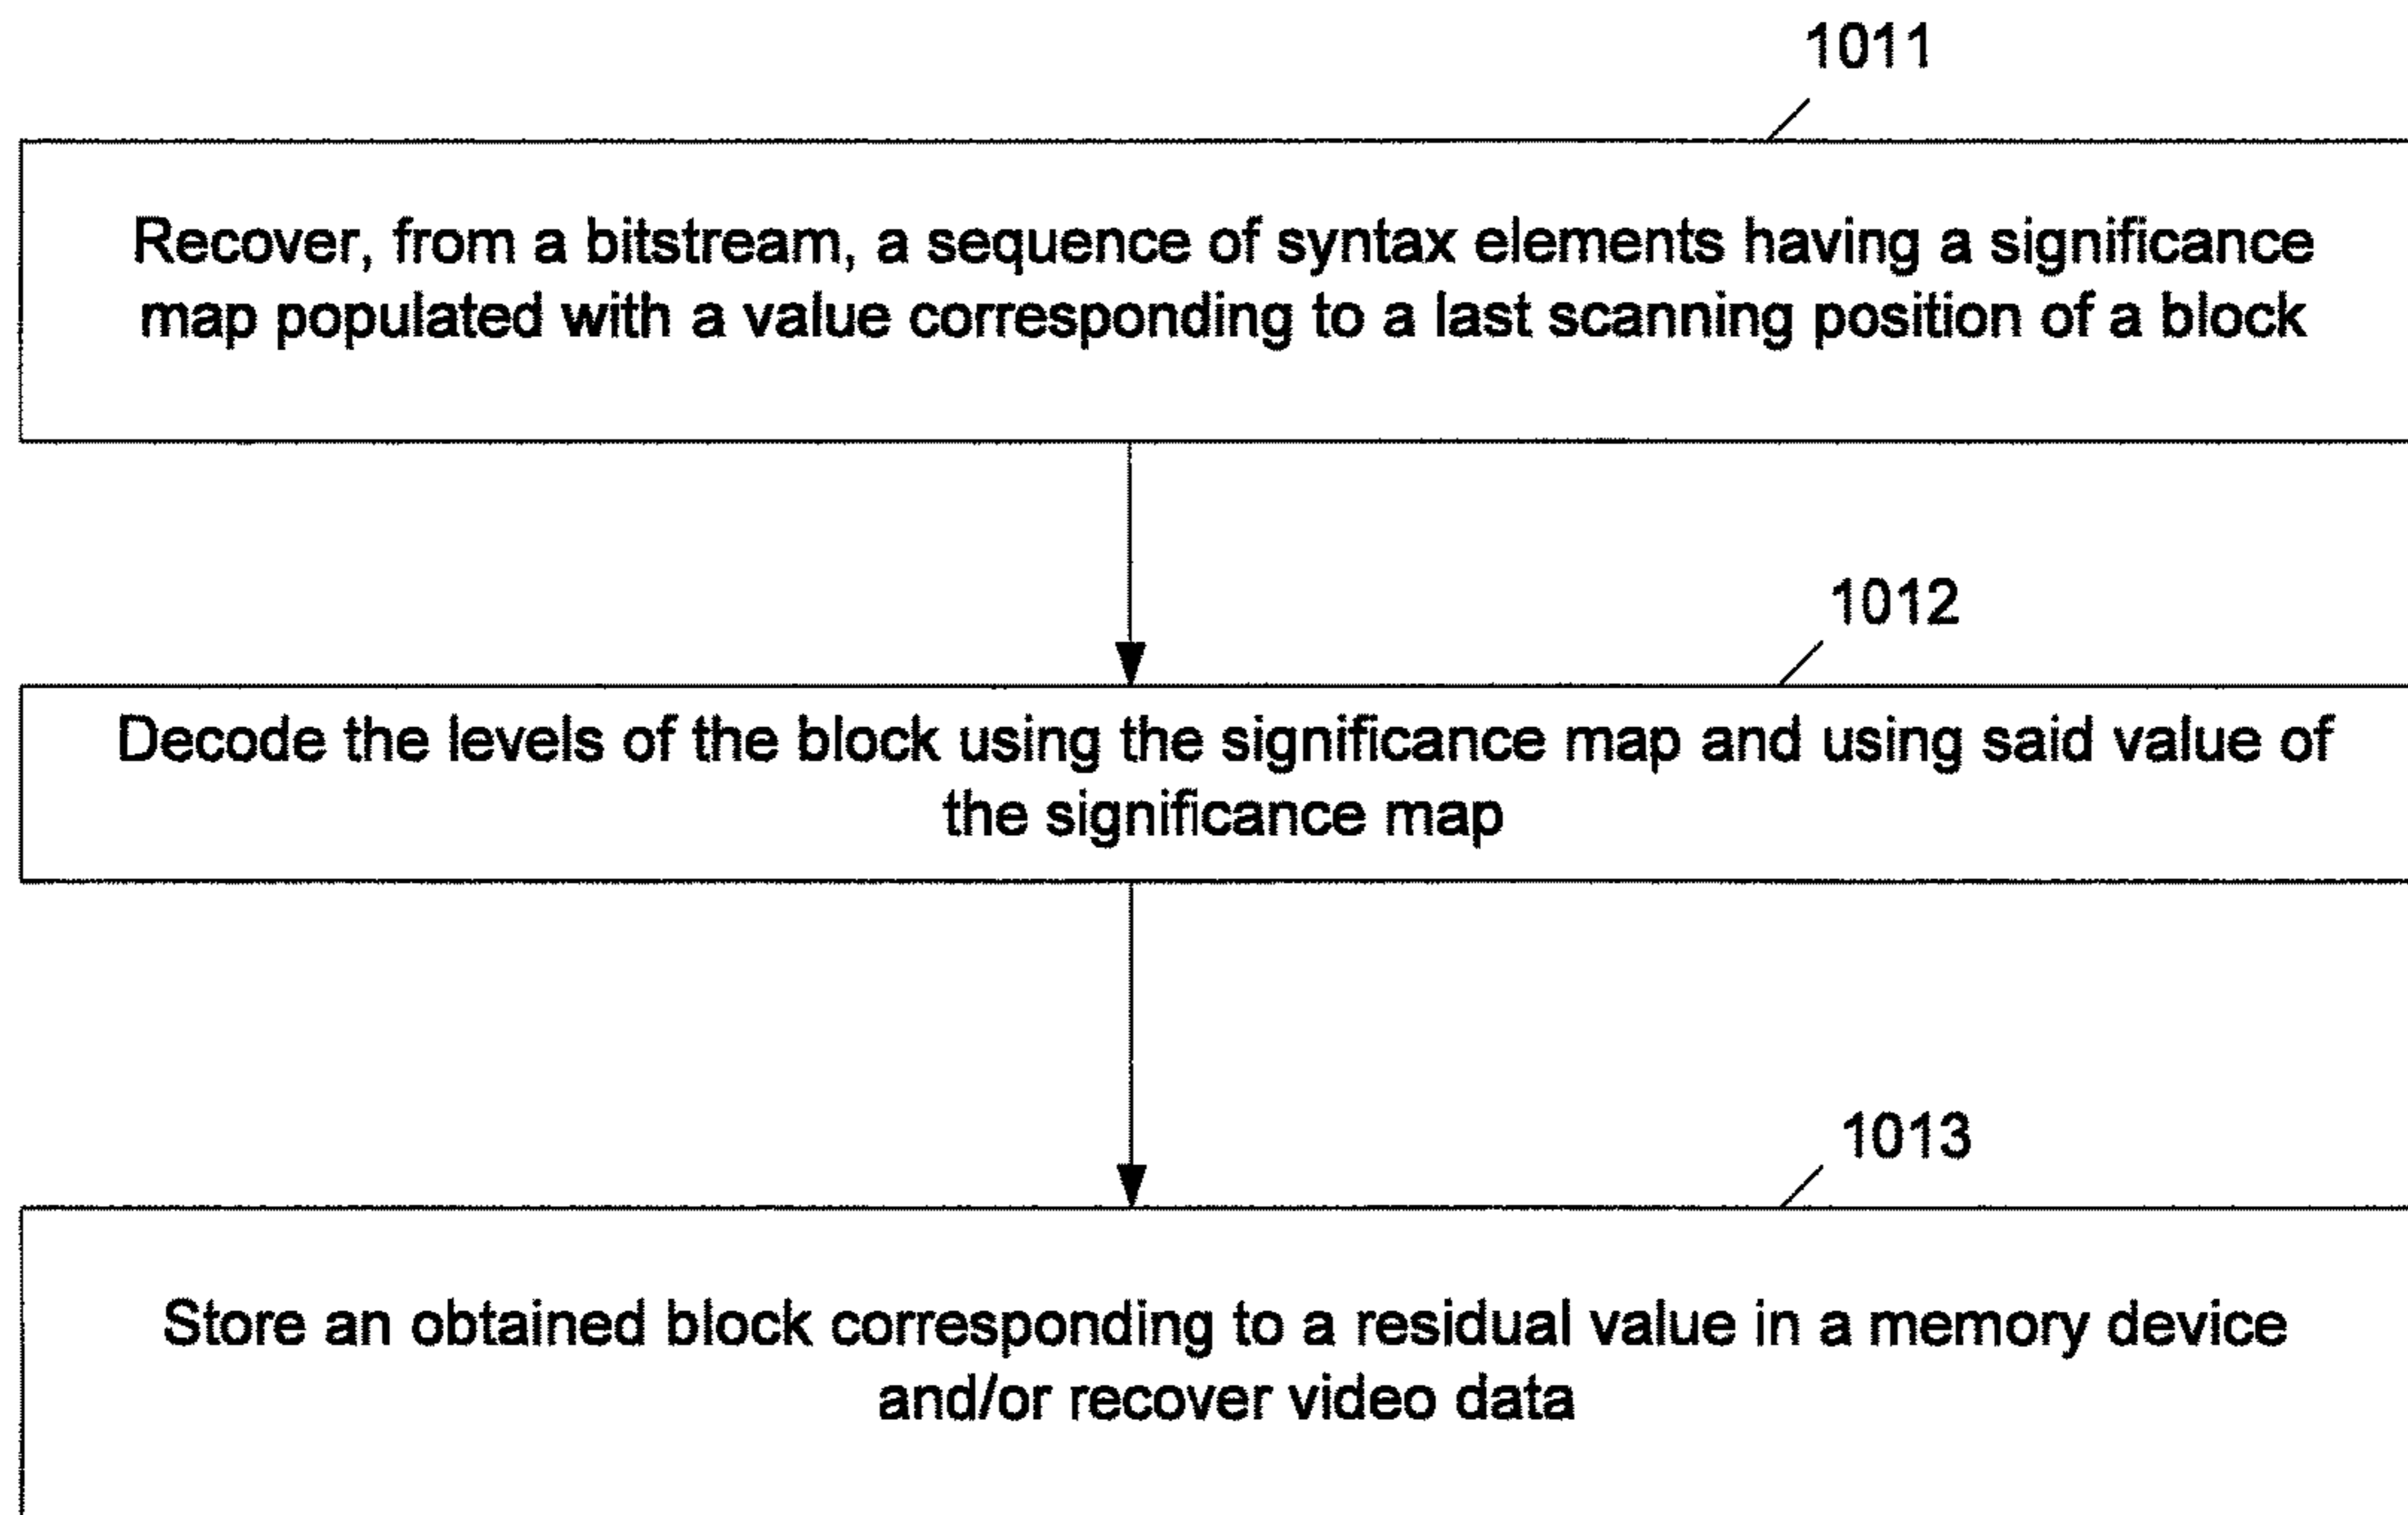 1011
Recover, from a bitstream, a sequence of syntax elements having a significance
map populated with a value corresponding to a last scanning position of a block
1012
Decode the levels of the block using the significance map and using said value of
the significance map
1013
Store an obtained block corresponding to a residual value in a memory device
and/or recover video data